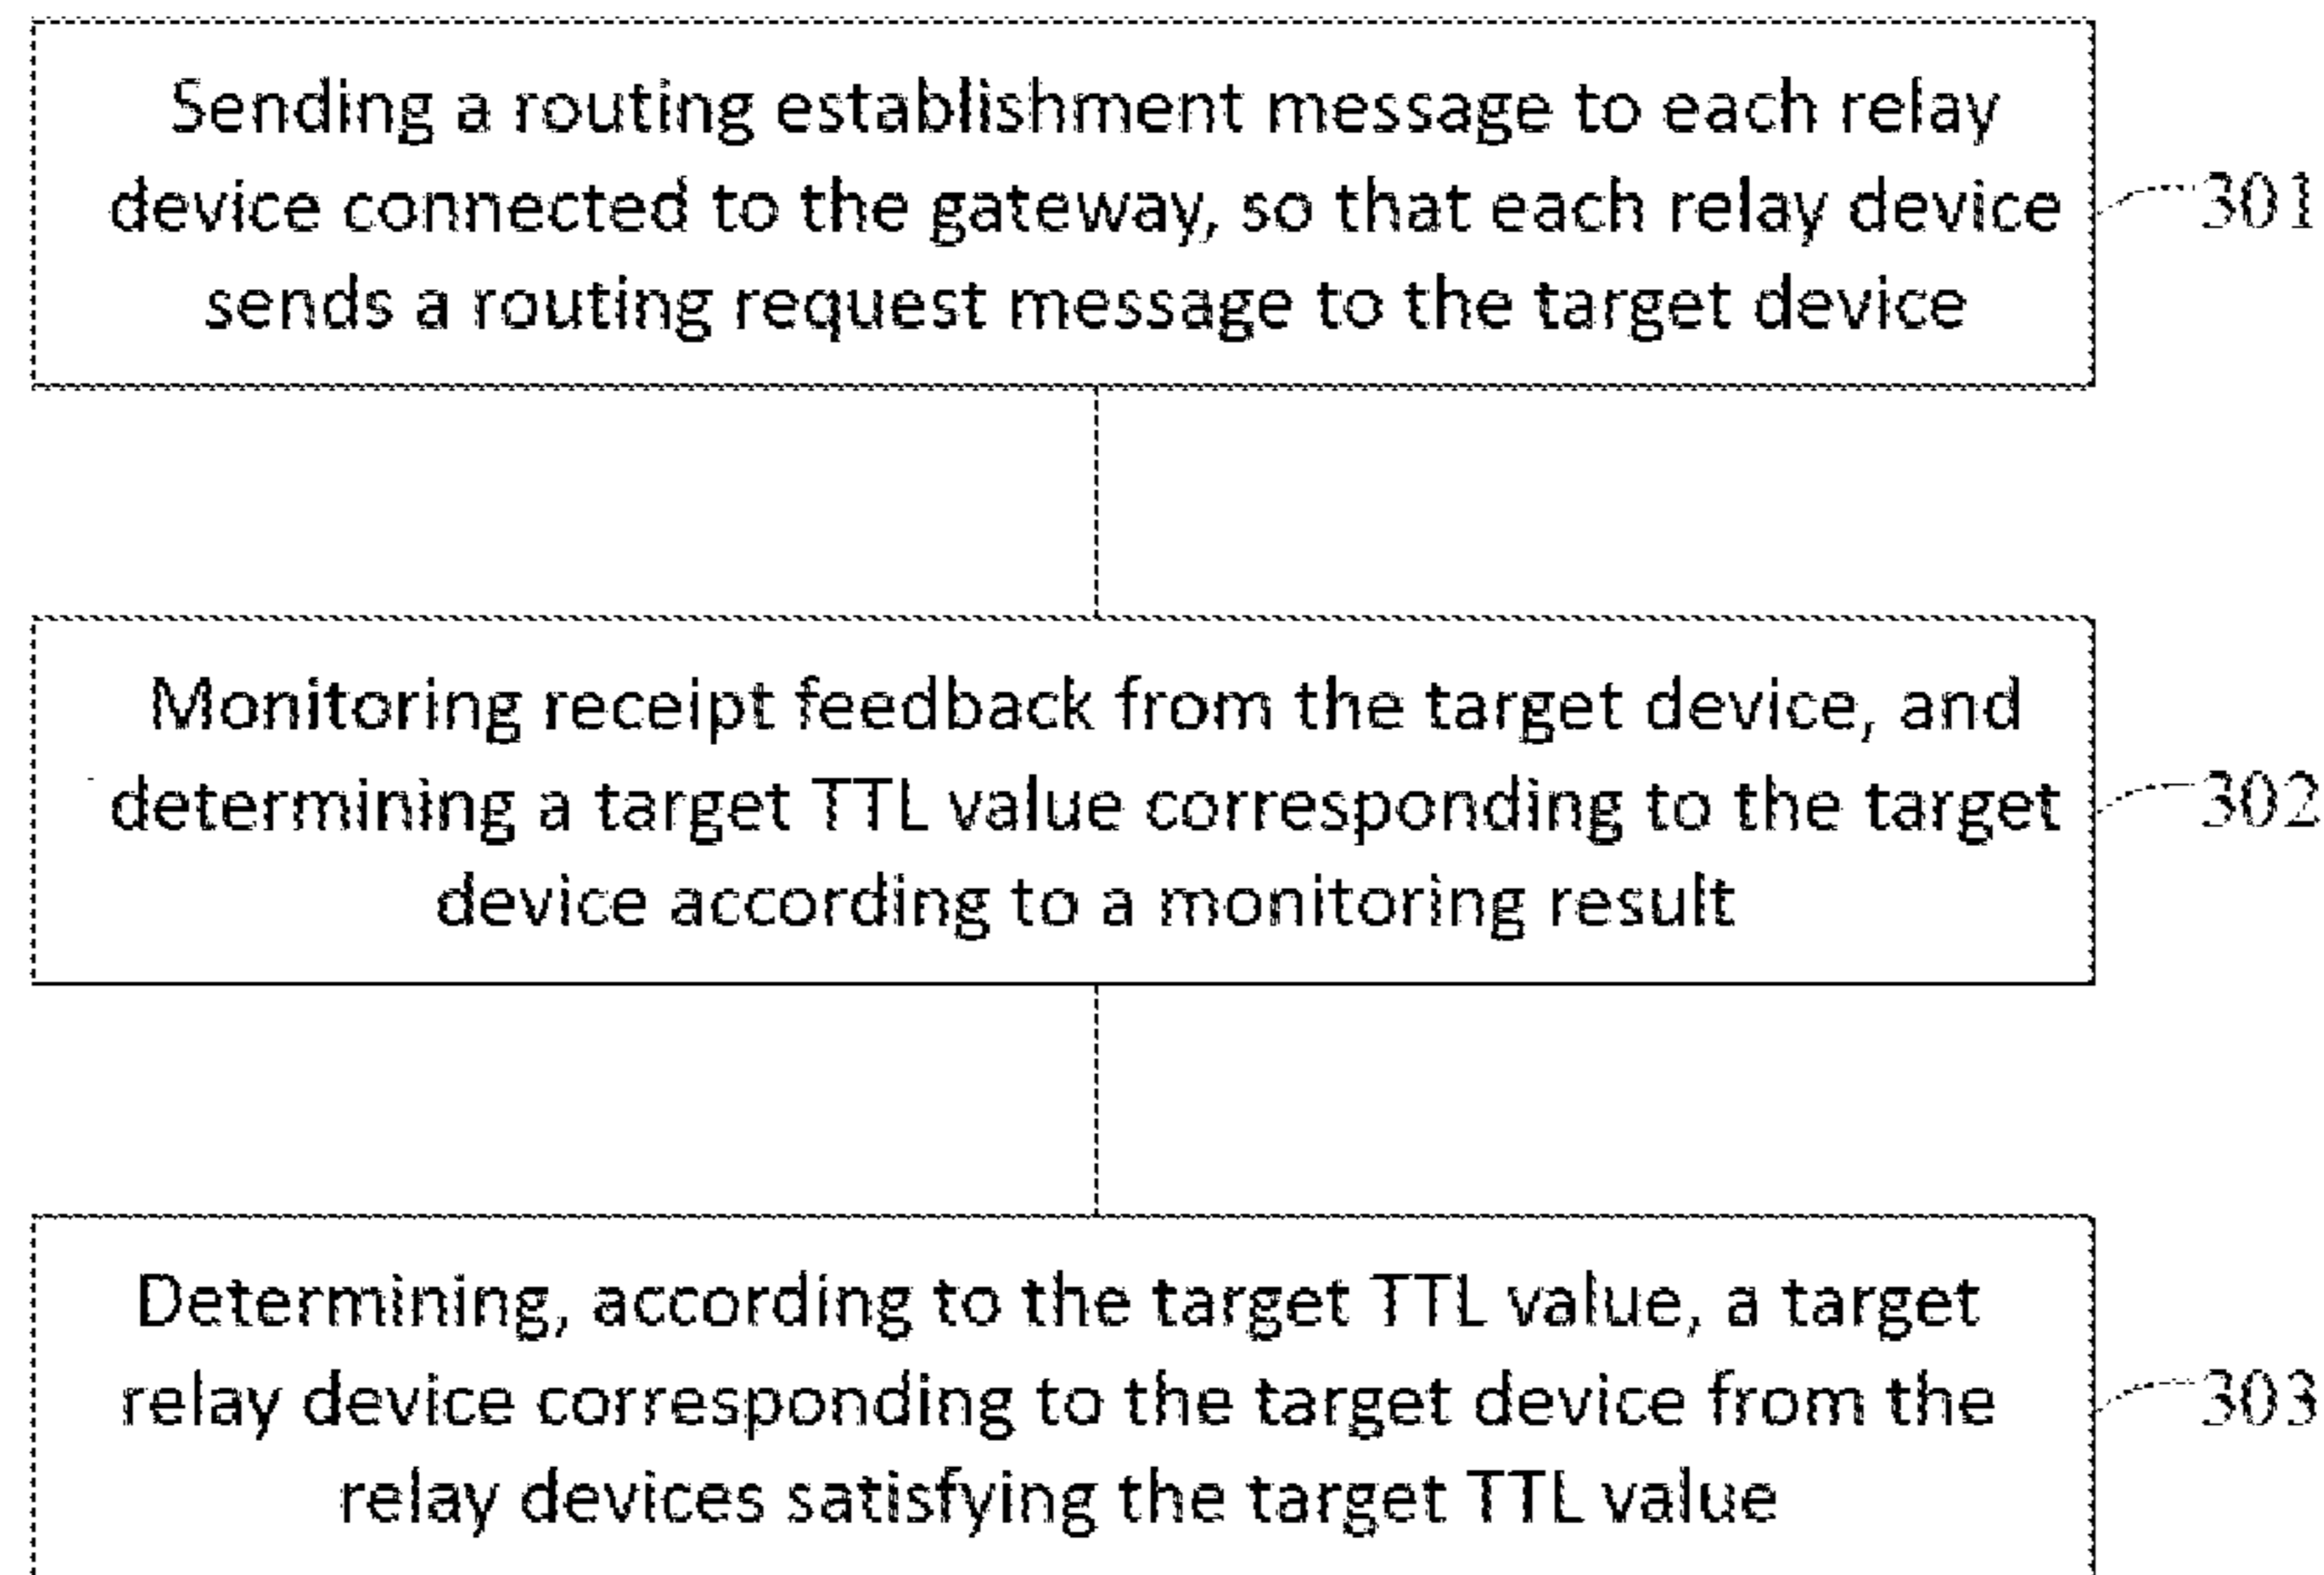 Sending a routing establishment message to each relay
device connected to the gateway, so that each relay device
sends a routing request message to the target device
301
Monitoring receipt feedback from the target device, and
determining a target TTL value corresponding to the target
device according to a monitoring result
302
Determining, according to the target TTL value, a target
relay device corresponding to the target device from the
relay devices satisfying the target TTL value
303